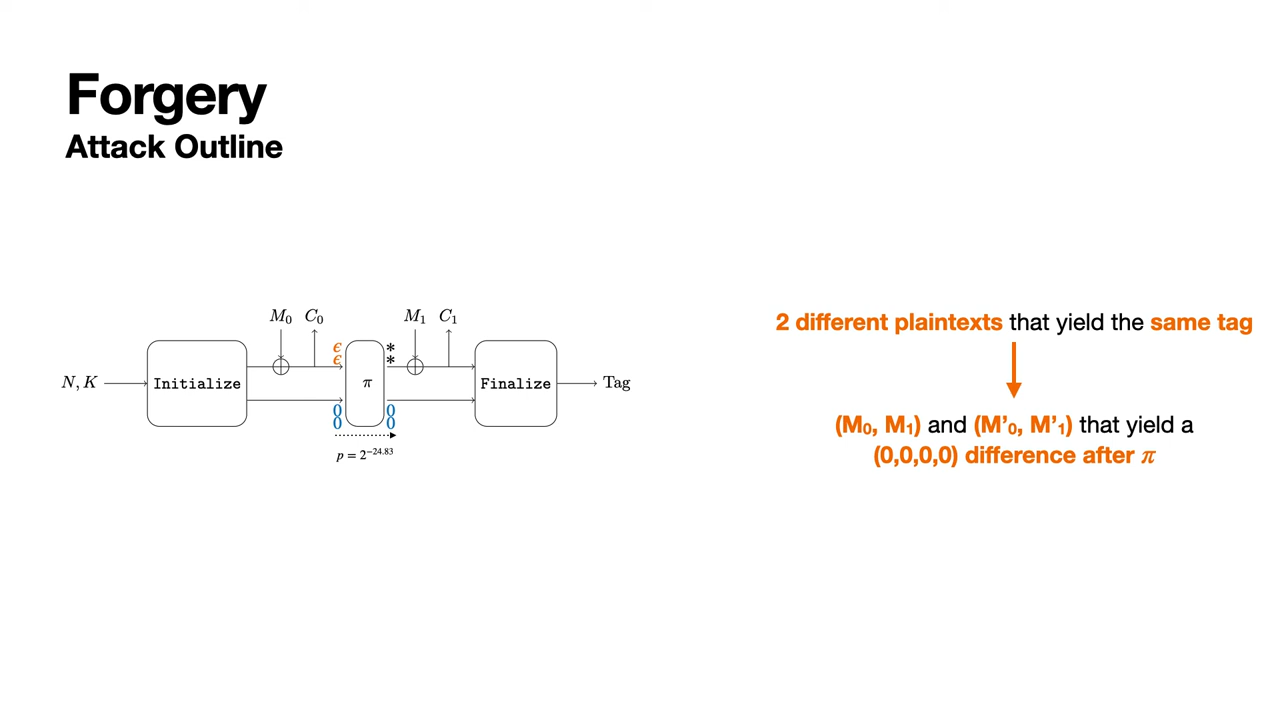 Forgery
Attack Outline
M₀ C₀ M₁ C₁
ϵ *
ϵ *
N, K Initialize π Finalize Tag
0 0
0 0
p = 2^{-24.83}
2 different plaintexts that yield the same tag
(M₀, M₁) and (M'₀, M'₁) that yield a
(0,0,0,0) difference after π